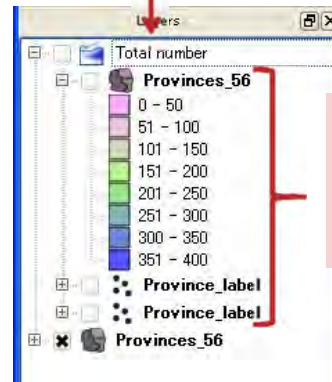 Layers
Total number
Provinces_56
0 - 50
51 - 100
101 - 150
151 - 200
201 - 250
251 - 300
300 - 350
351 - 400
Province_label
Province_label
Provinces_56